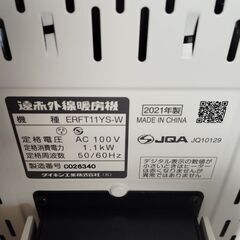 遠赤外線暖房機
機　種　ERFT11YS-W
定格電圧　AC 100V
定格消費電力　1.1kW
定格周波数　50/60Hz
製造番号 C026340
ダイキン工業株式会社
2021年製
MADE IN CHINA
JQA JQ10129
デジタル表示の数値が
小さいときはヒーター